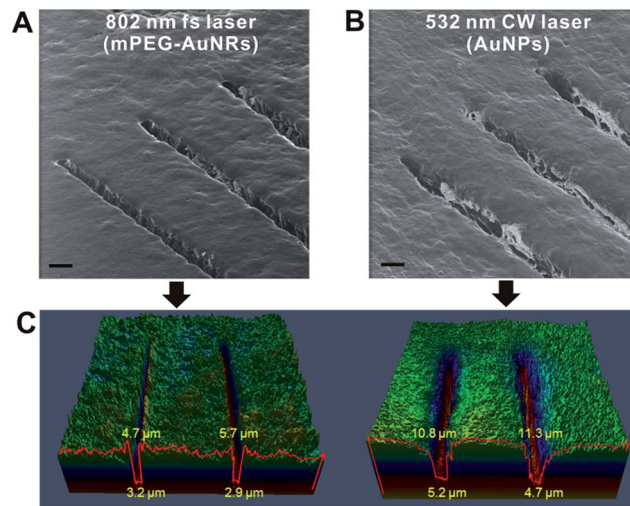 A
802 nm fs laser
(mPEG-AuNRs)
B
532 nm CW laser
(AuNPs)
C
4.7 µm
5.7 µm
10.8 µm
11.3 µm
3.2 µm
2.9 µm
5.2 µm
4.7 µm